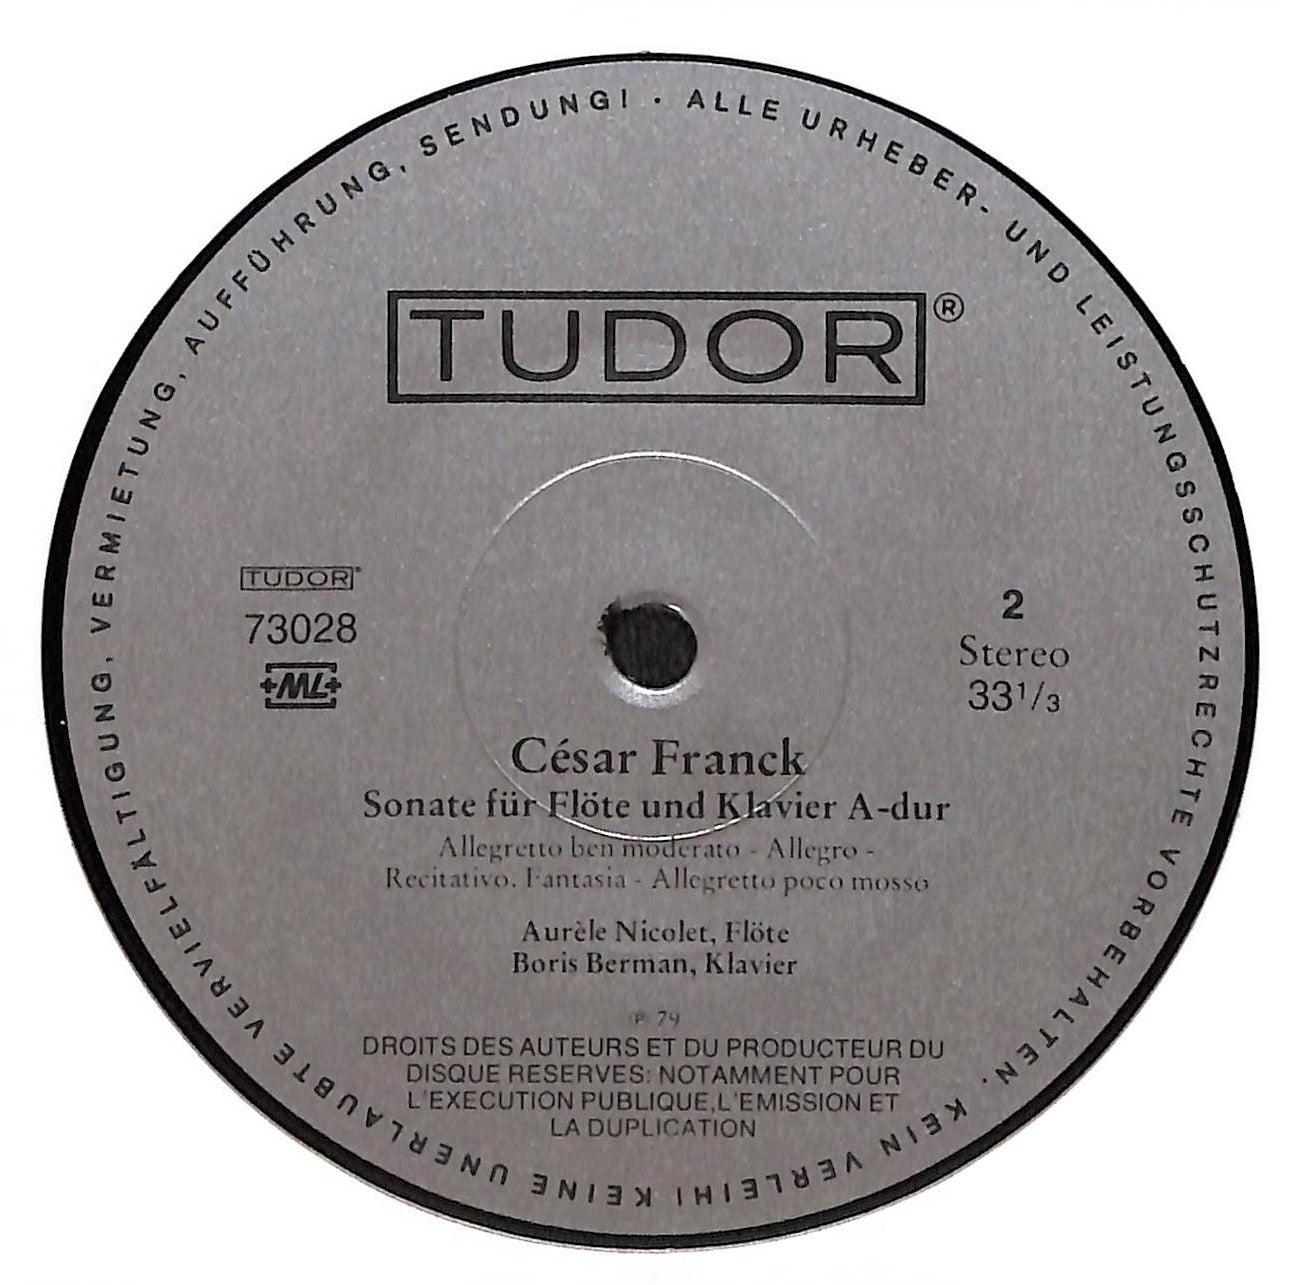 ALLE URHEBER- UND LEISTUNGSSCHUTZRECHTE VORBEHALTEN. KEIN VERLEIH! KEINE UNERLAUBTE VERVIELFÄLTIGUNG, VERMIETUNG, AUFFÜHRUNG, SENDUNG! ·
TUDOR®
TUDOR®
73028
+ML+
2
Stereo
33 1/3
César Franck
Sonate für Flöte und Klavier A-dur
Allegretto ben moderato - Allegro -
Recitativo. Fantasia - Allegretto poco mosso
Aurèle Nicolet, Flöte
Boris Berman, Klavier
℗ 79
DROITS DES AUTEURS ET DU PRODUCTEUR DU
DISQUE RESERVES: NOTAMMENT POUR
L'EXECUTION PUBLIQUE, L'EMISSION ET
LA DUPLICATION